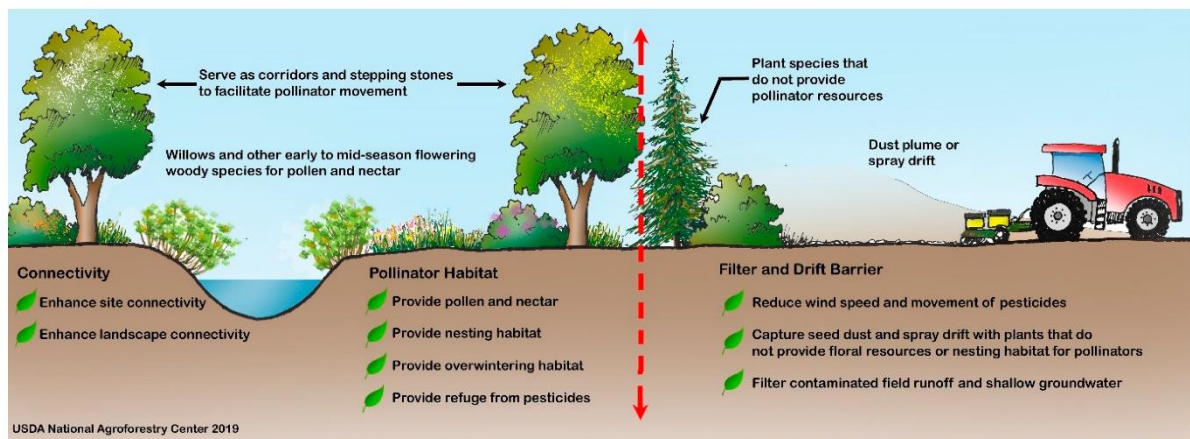 Serve as corridors and stepping stones
to facilitate pollinator movement
Willows and other early to mid-season flowering
woody species for pollen and nectar
Plant species that
do not provide
pollinator resources
Dust plume or
spray drift
Connectivity
Enhance site connectivity
Enhance landscape connectivity
Pollinator Habitat
Provide pollen and nectar
Provide nesting habitat
Provide overwintering habitat
Provide refuge from pesticides
Filter and Drift Barrier
Reduce wind speed and movement of pesticides
Capture seed dust and spray drift with plants that do
not provide floral resources or nesting habitat for pollinators
Filter contaminated field runoff and shallow groundwater
USDA National Agroforestry Center 2019